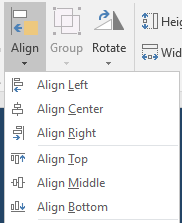 Align Group Rotate
Heig
Wid
Align Left
Align Center
Align Right
Align Top
Align Middle
Align Bottom